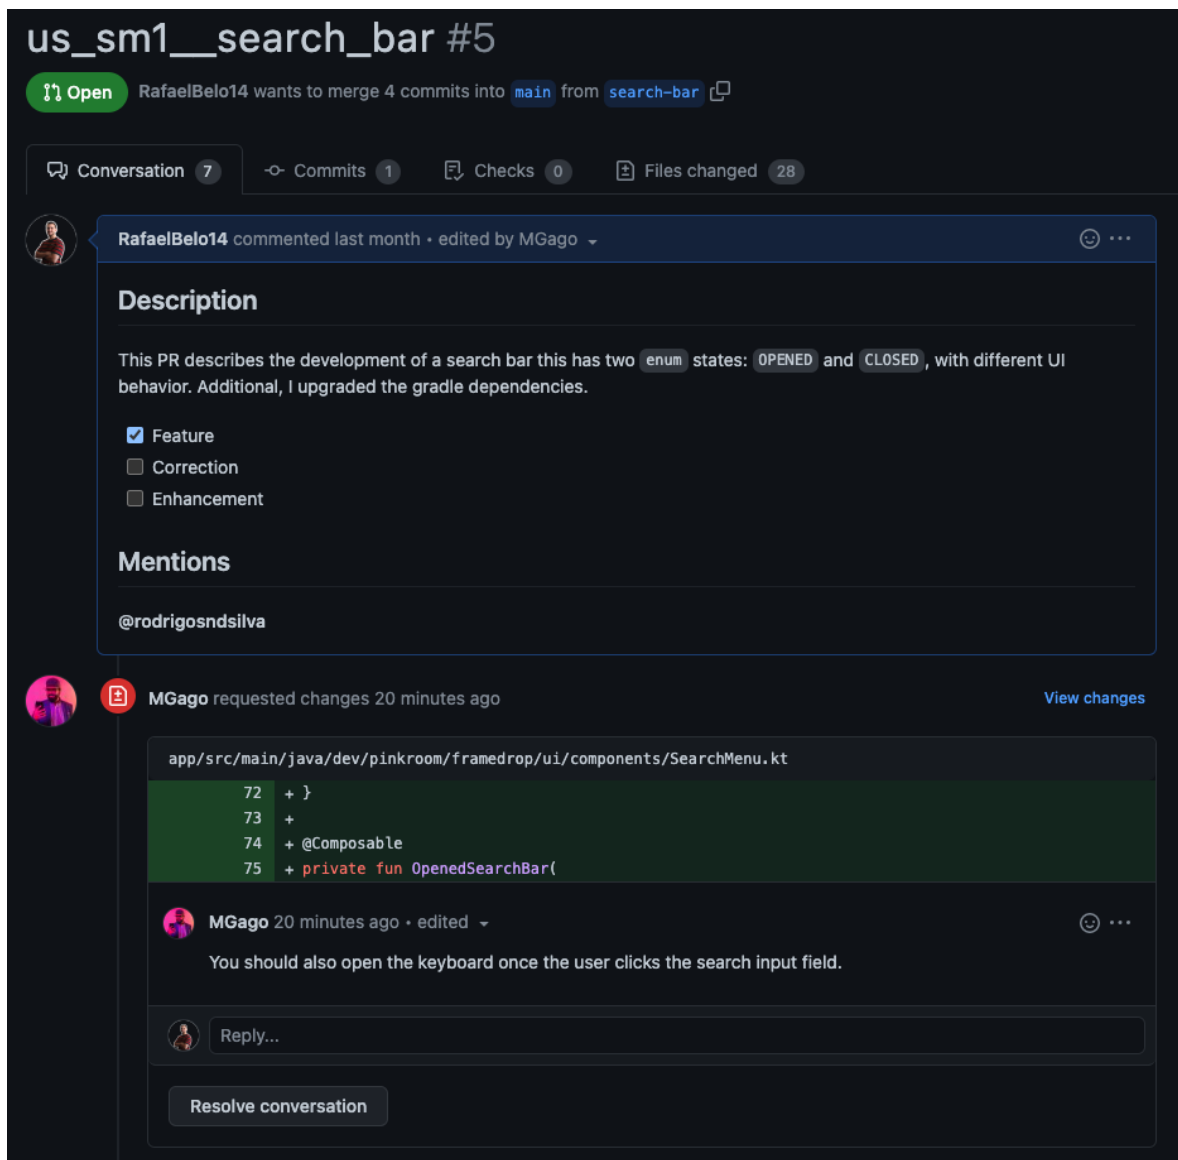 us_sm1__search_bar #5
Open RafaelBelo14 wants to merge 4 commits into main from search-bar
Conversation 7 Commits 1 Checks 0 Files changed 28
RafaelBelo14 commented last month • edited by MGago
Description
This PR describes the development of a search bar this has two enum states: OPENED and CLOSED, with different UI
behavior. Additional, I upgraded the gradle dependencies.
Feature
Correction
Enhancement
Mentions
@rodrigosndsilva
MGago requested changes 20 minutes ago View changes
app/src/main/java/dev/pinkroom/framedrop/ui/components/SearchMenu.kt
72 + }
73 +
74 + @Composable
75 + private fun OpenedSearchBar(
MGago 20 minutes ago • edited
You should also open the keyboard once the user clicks the search input field.
Reply...
Resolve conversation